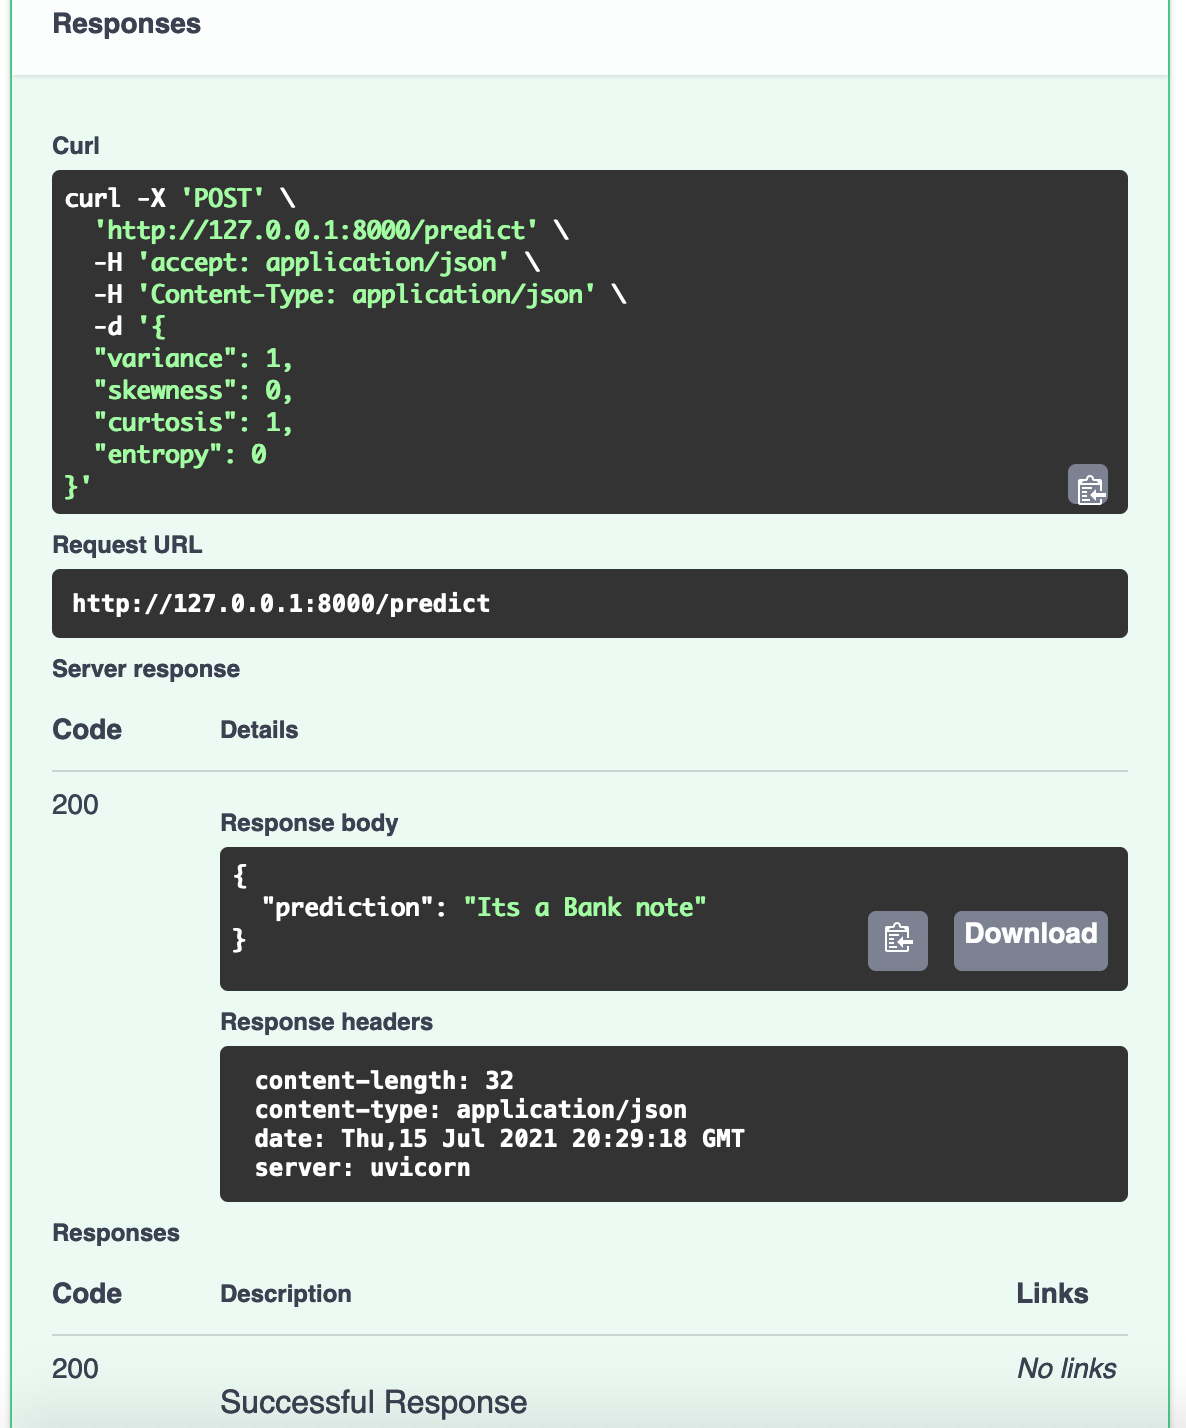 Responses
Curl
curl -X 'POST' \
  'http://127.0.0.1:8000/predict' \
  -H 'accept: application/json' \
  -H 'Content-Type: application/json' \
  -d '{
  "variance": 1,
  "skewness": 0,
  "curtosis": 1,
  "entropy": 0
}'
Request URL
http://127.0.0.1:8000/predict
Server response
Code Details
200
Response body
{
  "prediction": "Its a Bank note"
}
Download
Response headers
content-length: 32
content-type: application/json
date: Thu,15 Jul 2021 20:29:18 GMT
server: uvicorn
Responses
Code Description Links
200 No links
Successful Response